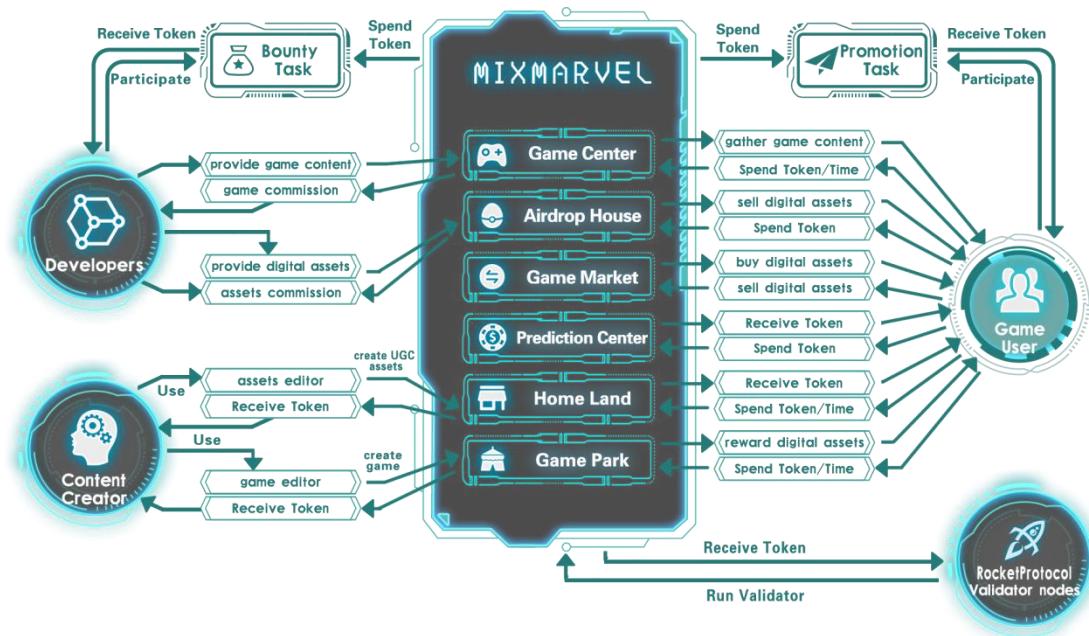 Receive Token
Participate
Bounty
Task
Spend
Token
MIXMARVEL
Spend
Token
Promotion
Task
Receive Token
Participate
provide game content
game commission
Developers
provide digital assets
assets commission
Game Center
gather game content
Spend Token/Time
Airdrop House
sell digital assets
Spend Token
Game Market
buy digital assets
sell digital assets
Prediction Center
Receive Token
Spend Token
Home Land
Receive Token
Spend Token/Time
Game Park
reward digital assets
Spend Token/Time
Game
User
Use
assets editor
create UGC
assets
Receive Token
Content
Creator
Use
game editor
create
game
Receive Token
Receive Token
Run Validator
RocketProtocol
Validator nodes